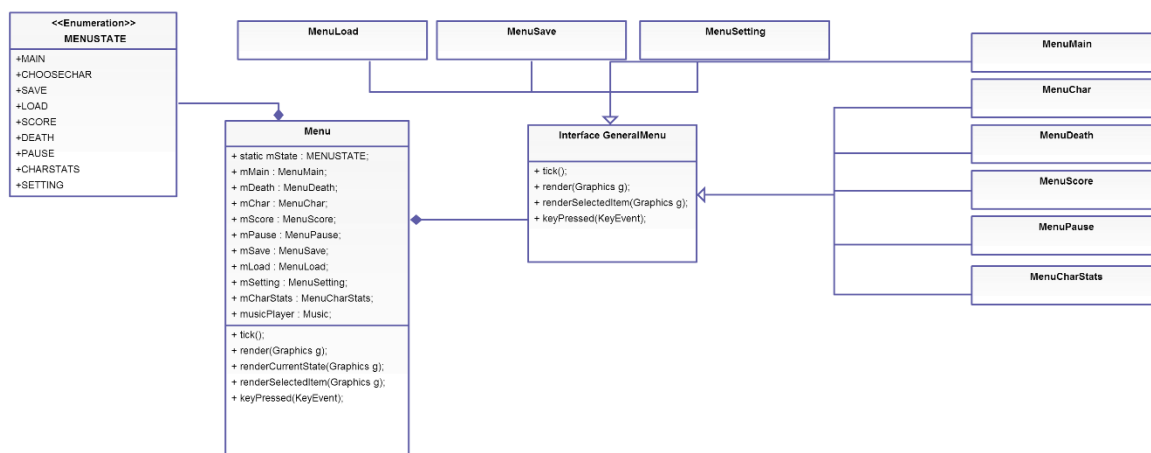 <<Enumeration>>
MENUSTATE
+MAIN
+CHOOSECHAR
+SAVE
+LOAD
+SCORE
+DEATH
+PAUSE
+CHARSTATS
+SETTING
MenuLoad
MenuSave
MenuSetting
MenuMain
MenuChar
MenuDeath
MenuScore
MenuPause
MenuCharStats
Menu
+ static mState : MENUSTATE;
+ mMain : MenuMain;
+ mDeath : MenuDeath;
+ mChar : MenuChar;
+ mScore : MenuScore;
+ mPause : MenuPause;
+ mSave : MenuSave;
+ mLoad : MenuLoad;
+ mSetting : MenuSetting;
+ mCharStats : MenuCharStats;
+ musicPlayer : Music;
+ tick();
+ render(Graphics g);
+ renderCurrentState(Graphics g);
+ renderSelectedItem(Graphics g);
+ keyPressed(KeyEvent);
Interface GeneralMenu
+ tick();
+ render(Graphics g);
+ renderSelectedItem(Graphics g);
+ keyPressed(KeyEvent);